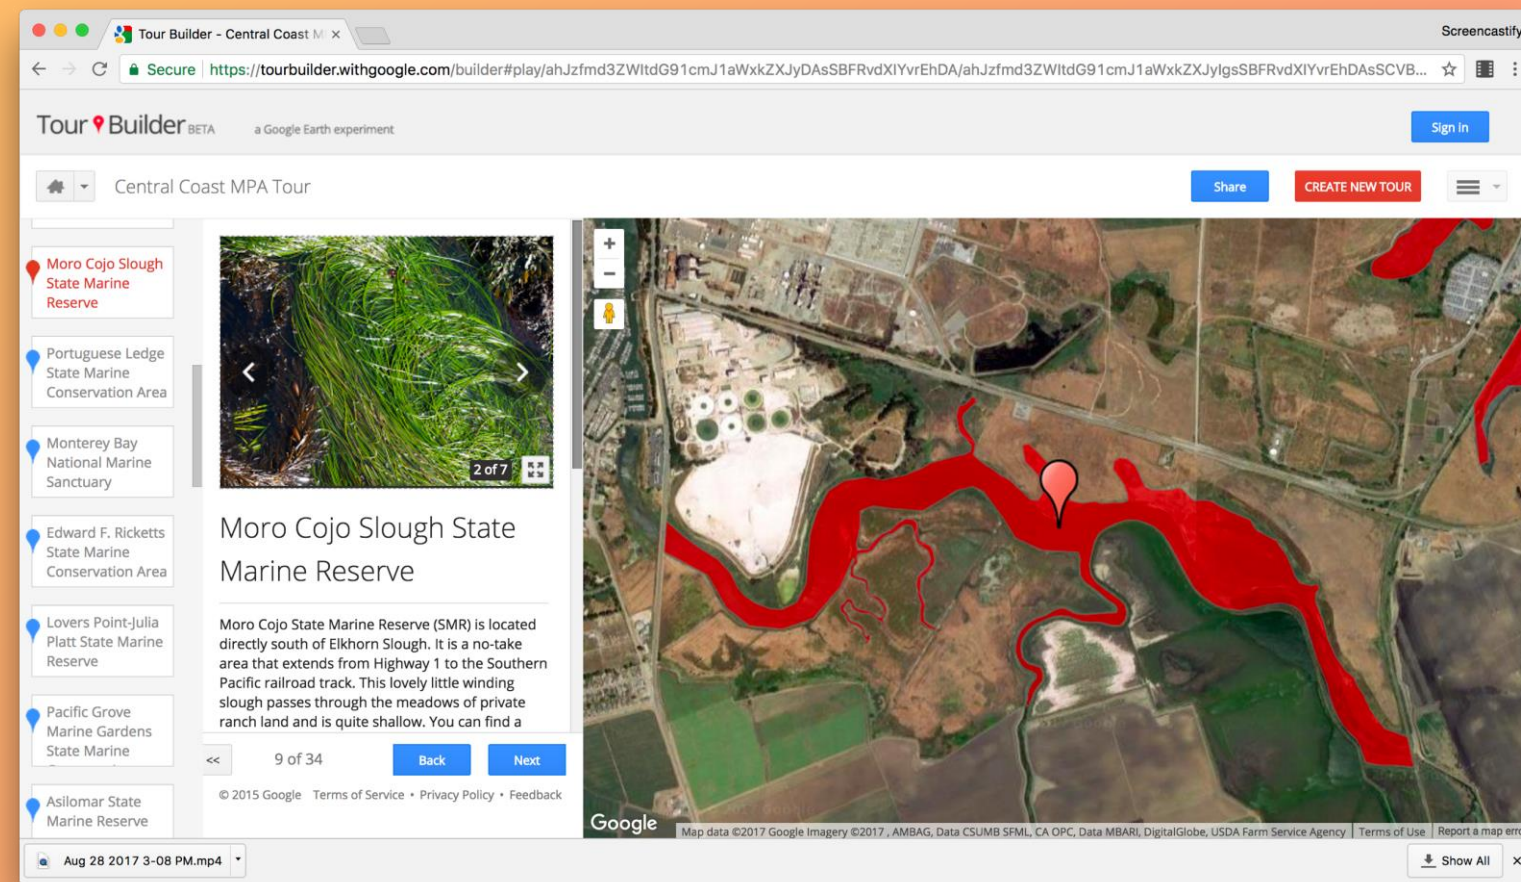 Tour Builder - Central Coast M
Screencastify
Secure
https://tourbuilder.withgoogle.com/builder#play/ahJzfmd3ZWItdG91cmJ1aWxkZXJyDAsSBFRvdXIYvrEhDA/ahJzfmd3ZWItdG91cmJ1aWxkZXJyIgsSBFRvdXIYvrEhDAsSCVB...
Tour Builder BETA
a Google Earth experiment
Sign in
Central Coast MPA Tour
Share
CREATE NEW TOUR
Moro Cojo Slough
State Marine
Reserve
Portuguese Ledge
State Marine
Conservation Area
Monterey Bay
National Marine
Sanctuary
Edward F. Ricketts
State Marine
Conservation Area
Lovers Point-Julia
Platt State Marine
Reserve
Pacific Grove
Marine Gardens
State Marine
Asilomar State
Marine Reserve
2 of 7
Moro Cojo Slough State
Marine Reserve
Moro Cojo State Marine Reserve (SMR) is located
directly south of Elkhorn Slough. It is a no-take
area that extends from Highway 1 to the Southern
Pacific railroad track. This lovely little winding
slough passes through the meadows of private
ranch land and is quite shallow. You can find a
<<
9 of 34
Back
Next
© 2015 Google Terms of Service • Privacy Policy • Feedback
Google
Map data ©2017 Google Imagery ©2017 , AMBAG, Data CSUMB SFML, CA OPC, Data MBARI, DigitalGlobe, USDA Farm Service Agency
Terms of Use
Report a map erro
Aug 28 2017 3-08 PM.mp4
Show All